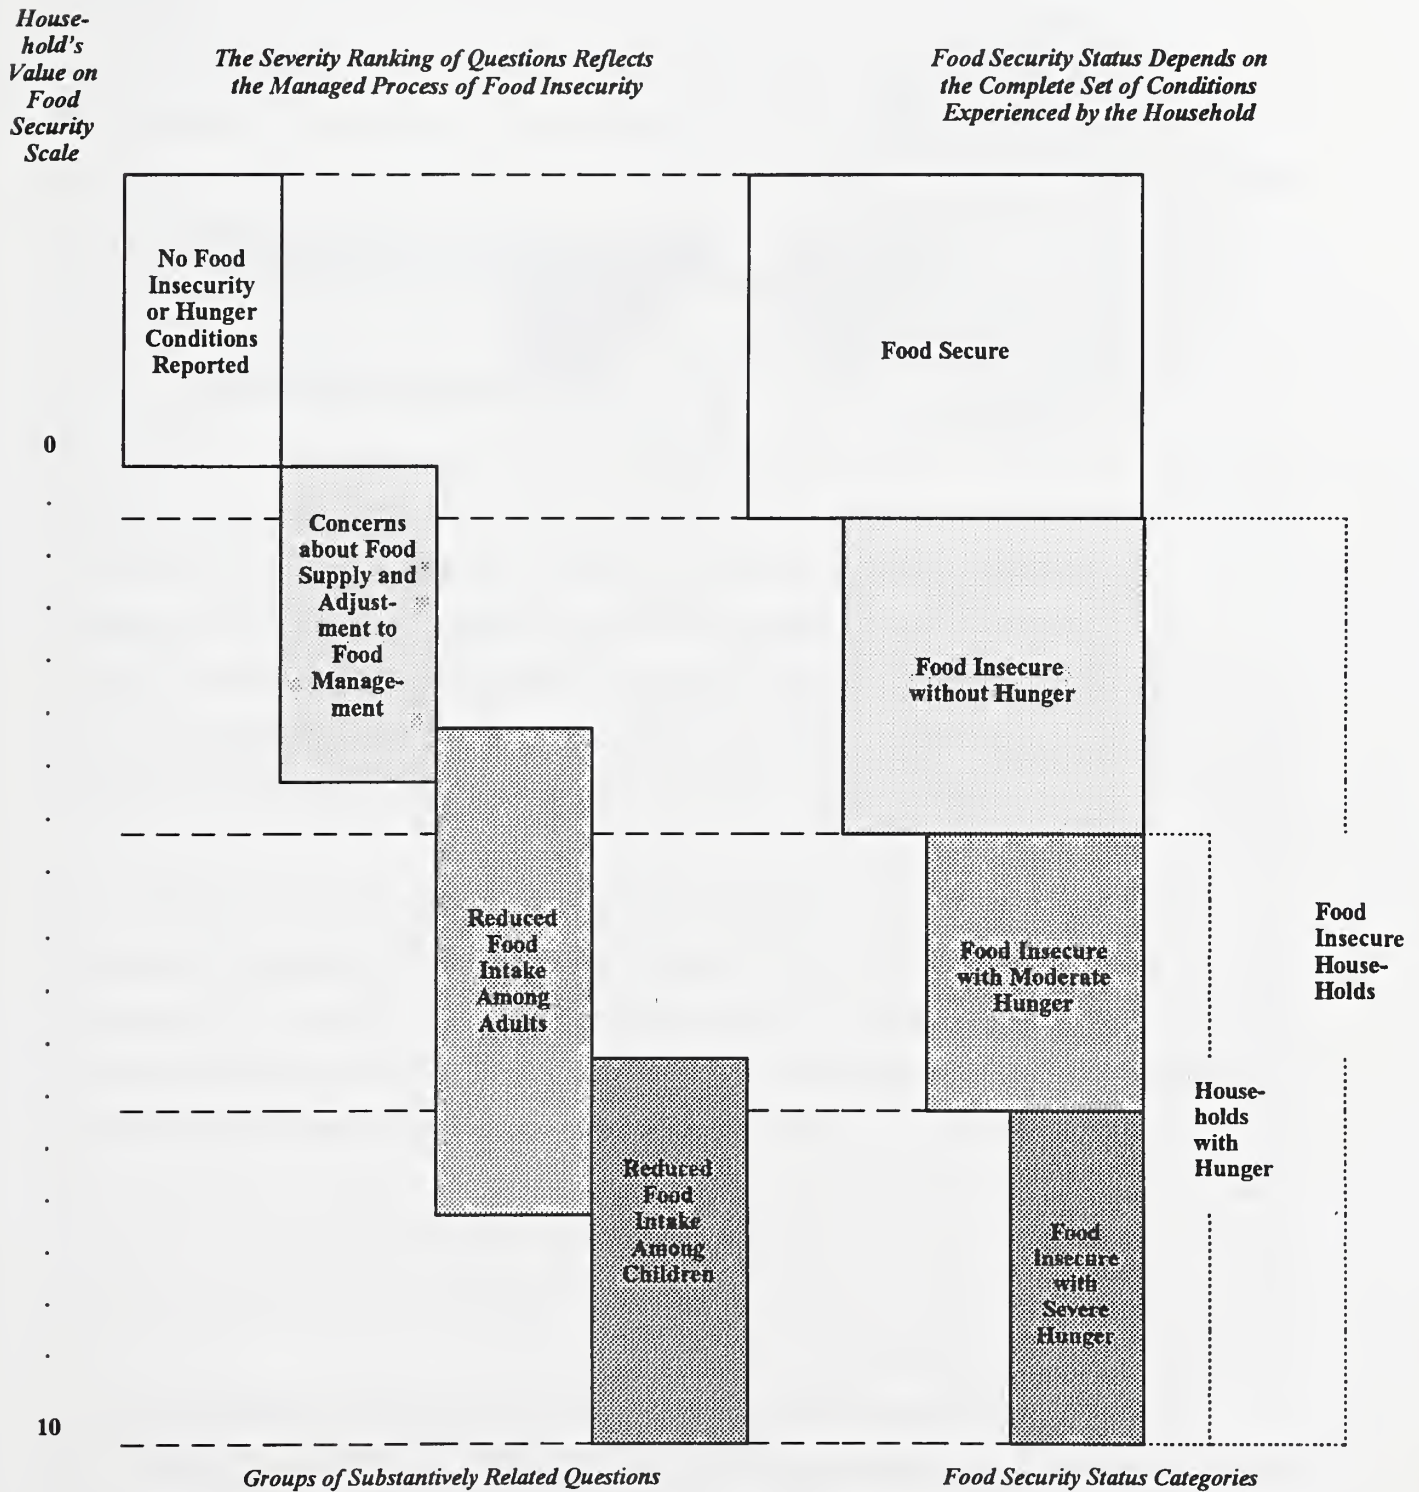 House-
hold's
Value on
Food
Security
Scale
The Severity Ranking of Questions Reflects
the Managed Process of Food Insecurity
Food Security Status Depends on
the Complete Set of Conditions
Experienced by the Household
No Food
Insecurity
or Hunger
Conditions
Reported
Food Secure
0
Concerns
about Food
Supply and
Adjust-
ment to
Food
Manage-
ment
Food Insecure
without Hunger
Reduced
Food
Intake
Among
Adults
Food Insecure
with Moderate
Hunger
Food
Insecure
House-
Holds
House-
holds
with
Hunger
Reduced
Food
Intake
Among
Children
Food
Insecure
with
Severe
Hunger
10
Groups of Substantively Related Questions
Food Security Status Categories